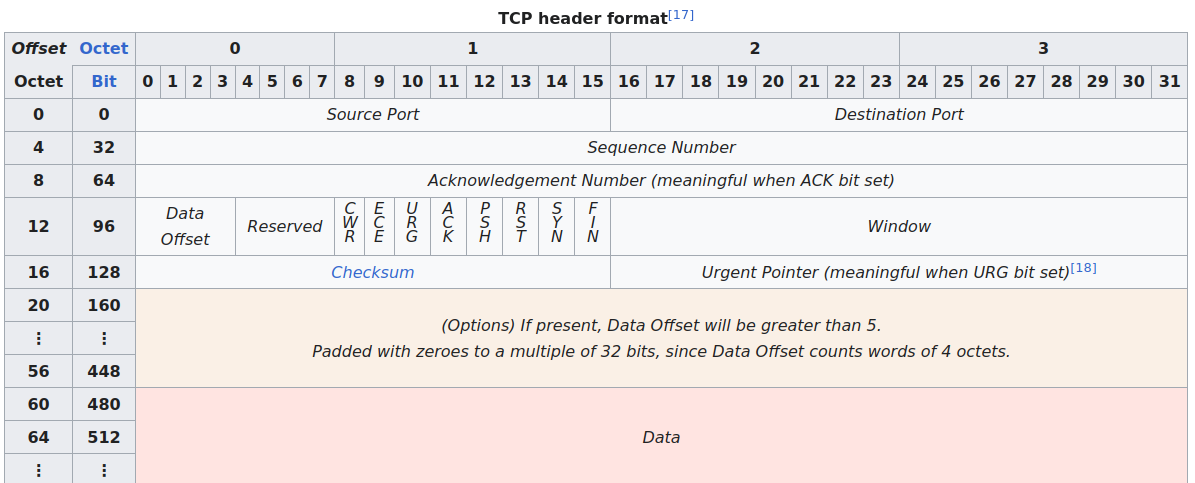 TCP header format[17]
Offset Octet 0 1 2 3
Octet Bit 0 1 2 3 4 5 6 7 8 9 10 11 12 13 14 15 16 17 18 19 20 21 22 23 24 25 26 27 28 29 30 31
0 0 Source Port Destination Port
4 32 Sequence Number
8 64 Acknowledgement Number (meaningful when ACK bit set)
12 96 Data Offset Reserved CWR ECE URG ACK PSH RST SYN FIN Window
16 128 Checksum Urgent Pointer (meaningful when URG bit set)[18]
20 160
⋮ ⋮
56 448
(Options) If present, Data Offset will be greater than 5.
Padded with zeroes to a multiple of 32 bits, since Data Offset counts words of 4 octets.
60 480
64 512 Data
⋮ ⋮